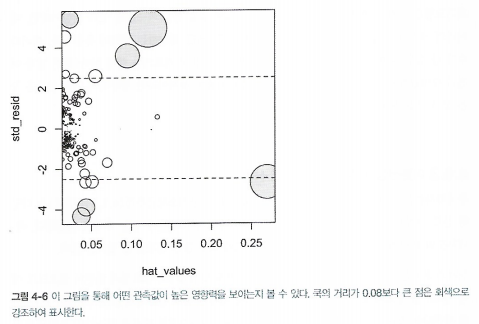 4
2
0
-2
-4
std_resid
0.05
0.10
0.15
0.20
0.25
hat_values
그림 4-6 이 그림을 통해 어떤 관측값이 높은 영향력을 보이는지 볼 수 있다. 쿡의 거리가 0.08보다 큰 점은 회색으로
강조하여 표시한다.